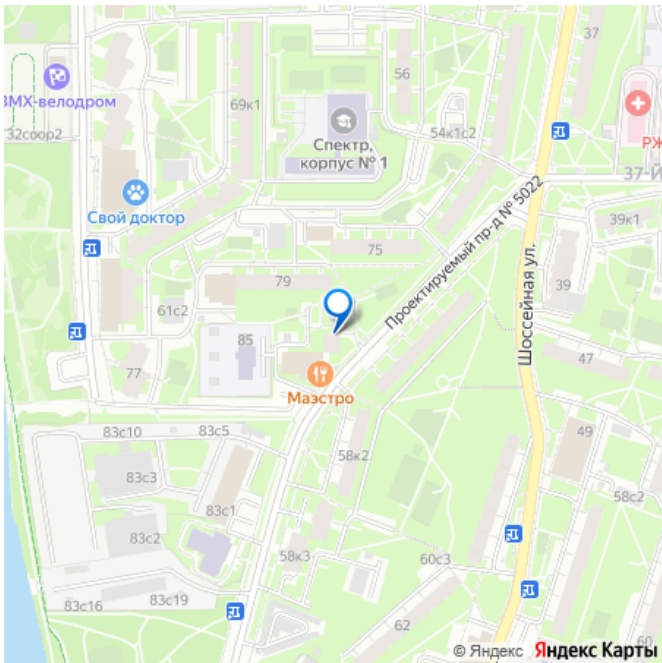 37
56
BMX-велодром
69к1
32соор2
Спектр,
корпус № 1
54к1с2
РЖ
37-Й
Свой доктор
Проектируемый пр-д № 5022
39к1
75
Шоссейная ул.
79
39
61с2
85
77
47
Маэстро
83с10
83с5
49
58к2
83с3
58с2
83с1
83с2
58к3
60с3
83с16
83с19
62
60
© Яндекс Яндекс Карты